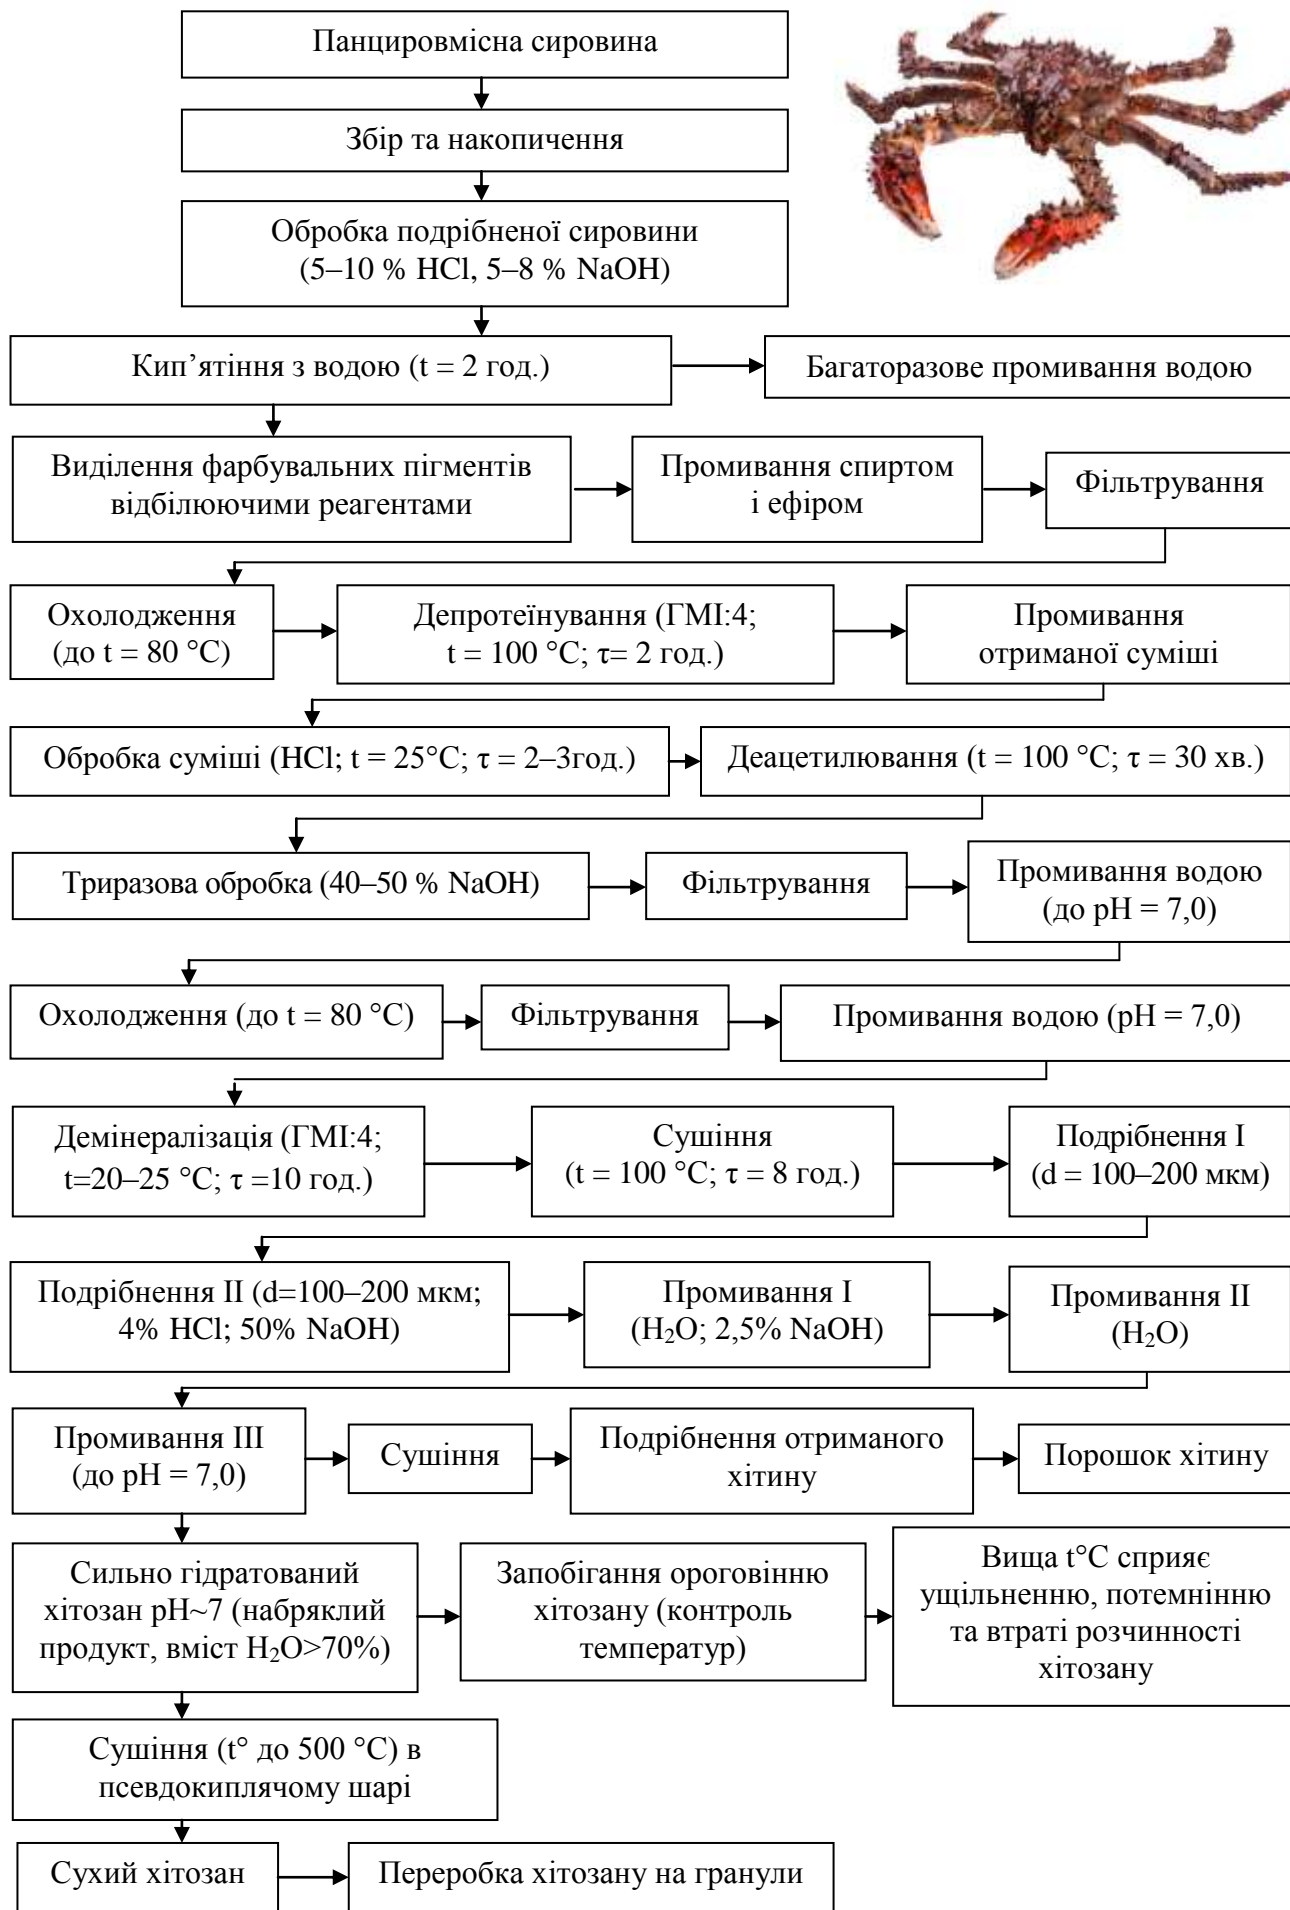 Панцировмісна сировина
Збір та накопичення
Обробка подрібненої сировини
(5–10 % HCl, 5–8 % NaOH)
Кип’ятіння з водою (t = 2 год.)
Багаторазове промивання водою
Виділення фарбувальних пігментів
відбілюючими реагентами
Промивання спиртом
і ефіром
Фільтрування
Охолодження
(до t = 80 °C)
Депротеїнування (ГМІ:4;
t = 100 °C; τ= 2 год.)
Промивання
отриманої суміші
Обробка суміші (HCl; t = 25°C; τ = 2–3год.)
Деацетилювання (t = 100 °C; τ = 30 хв.)
Триразова обробка (40–50 % NaOH)
Фільтрування
Промивання водою
(до pH = 7,0)
Охолодження (до t = 80 °C)
Фільтрування
Промивання водою (pH = 7,0)
Демінералізація (ГМІ:4;
t=20–25 °C; τ =10 год.)
Сушіння
(t = 100 °C; τ = 8 год.)
Подрібнення I
(d = 100–200 мкм)
Подрібнення II (d=100–200 мкм;
4% HCl; 50% NaOH)
Промивання I
(H₂O; 2,5% NaOH)
Промивання II
(H₂O)
Промивання III
(до pH = 7,0)
Сушіння
Подрібнення отриманого
хітину
Порошок хітину
Сильно гідратований
хітозан pH~7 (набряклий
продукт, вміст H₂O>70%)
Запобігання ороговінню
хітозану (контроль
температур)
Вища t°C сприяє
ущільненню, потемнінню
та втраті розчинності
хітозану
Сушіння (t° до 500 °C) в
псевдокиплячому шарі
Сухий хітозан
Переробка хітозану на гранули